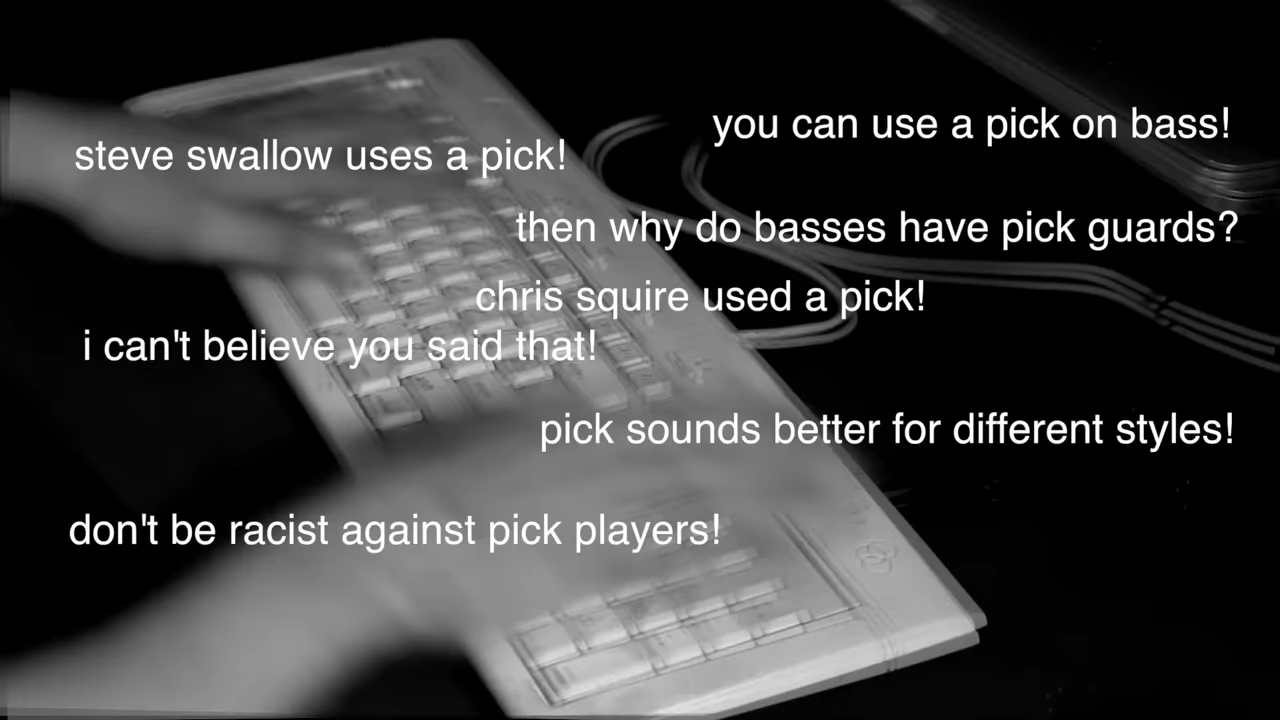 you can use a pick on bass!
steve swallow uses a pick!
then why do basses have pick guards?
chris squire used a pick!
i can't believe you said that!
pick sounds better for different styles!
don't be racist against pick players!